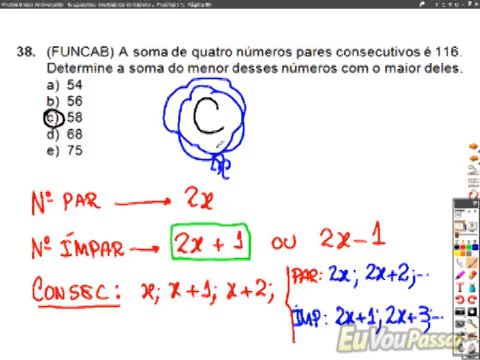 38. (FUNCAB) A soma de quatro números pares consecutivos é 116.
Determine a soma do menor desses números com o maior deles.
a) 54
b) 56
c) 58
d) 68
e) 75
C
Nº PAR → 2x
Nº ÍMPAR → 2x + 1 OU 2x - 1
CONSEC: x; x+1; x+2;
PAR: 2x; 2x+2; ...
ÍMP: 2x+1; 2x+3; ...
EuVouPassar